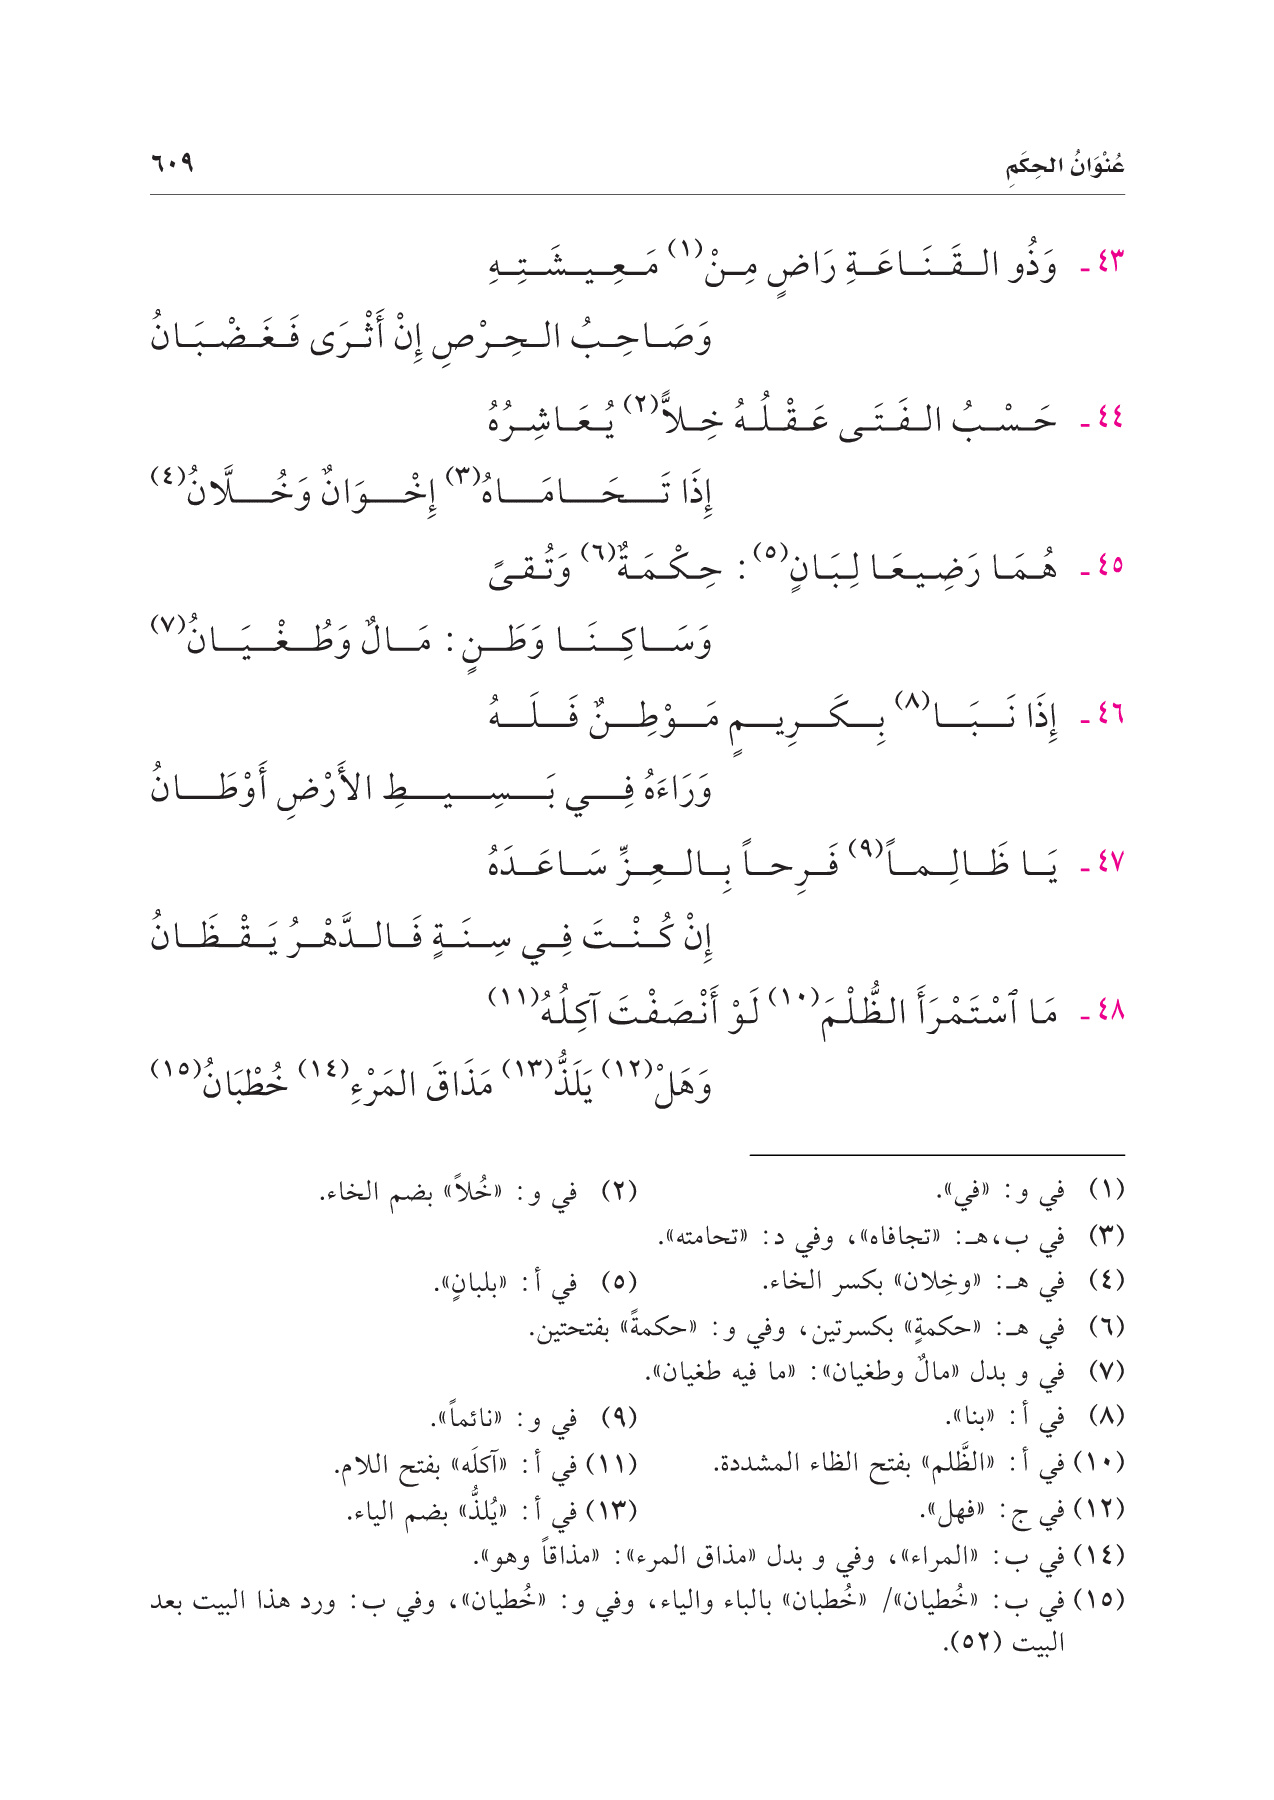 عُنْوَانُ الحِكَمِ ٦٠٩
٤٣ ـ وَذُو القَنَاعَةِ رَاضٍ مِنْ(١) مَعِيشَتِهِ
وَصَاحِبُ الحِرْصِ إِنْ أَثْرَى فَغَضْبَانُ
٤٤ ـ حَسْبُ الفَتَى عَقْلُهُ خِلاًّ(٢) يُعَاشِرُهُ
إِذَا تَحَامَاهُ(٣) إِخْوَانٌ وَخُلَّانُ(٤)
٤٥ ـ هُمَا رَضِيعَا لِبَانٍ(٥) : حِكْمَةٌ(٦) وَتُقىً
وَسَاكِنَا وَطَنٍ : مَالٌ وَطُغْيَانُ(٧)
٤٦ ـ إِذَا نَبَا(٨) بِكَرِيمٍ مَوْطِنٌ فَلَهُ
وَرَاءَهُ فِي بَسِيطِ الأَرْضِ أَوْطَانُ
٤٧ ـ يَا ظَالِماً(٩) فَرِحاً بِالعِزِّ سَاعَدَهُ
إِنْ كُنْتَ فِي سِنَةٍ فَالدَّهْرُ يَقْظَانُ
٤٨ ـ مَا ٱسْتَمْرَأَ الظُّلْمَ(١٠) لَوْ أَنْصَفْتَ آكِلُهُ(١١)
وَهَلْ(١٢) يَلَذُّ(١٣) مَذَاقَ المَرْءِ(١٤) خُطْبَانُ(١٥)
(١) في و: «في». (٢) في و: «خُلاً» بضم الخاء.
(٣) في ب،هـ: «تجافاه»، وفي د: «تحامته».
(٤) في هـ: «وخِلان» بكسر الخاء. (٥) في أ: «بلبانٍ».
(٦) في هـ: «حكمةٍ» بكسرتين، وفي و: «حكمةً» بفتحتين.
(٧) في و بدل «مالٌ وطغيان»: «ما فيه طغيان».
(٨) في أ: «بنا». (٩) في و: «نائماً».
(١٠) في أ: «الظَّلم» بفتح الظاء المشددة. (١١) في أ: «آكلَه» بفتح اللام.
(١٢) في ج: «فهل». (١٣) في أ: «يُلذُّ» بضم الياء.
(١٤) في ب: «المراء»، وفي و بدل «مذاق المرء»: «مذاقاً وهو».
(١٥) في ب: «خُطيان»/ «خُطبان» بالباء والياء، وفي و: «خُطيان»، وفي ب: ورد هذا البيت بعد
البيت (٥٢).